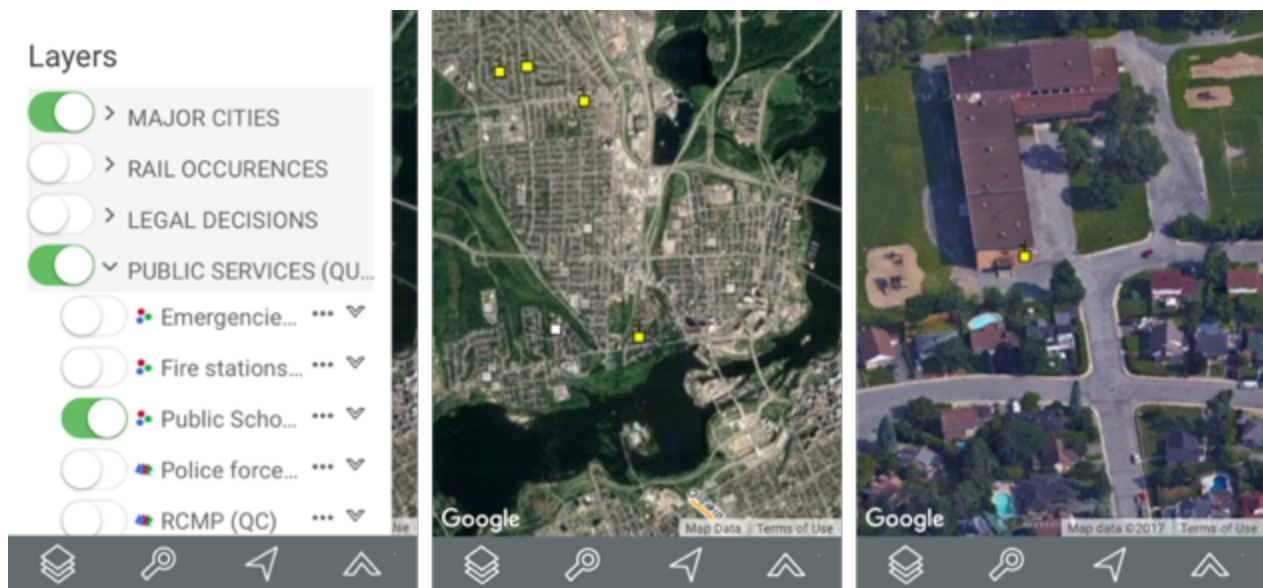 Layers
MAJOR CITIES
RAIL OCCURENCES
LEGAL DECISIONS
PUBLIC SERVICES (QU...
Emergencie...
Fire stations...
Public Scho...
Police force...
RCMP (QC)
Use
Google
Map Data
Terms of Use
Google
Map data ©2017
Terms of Use